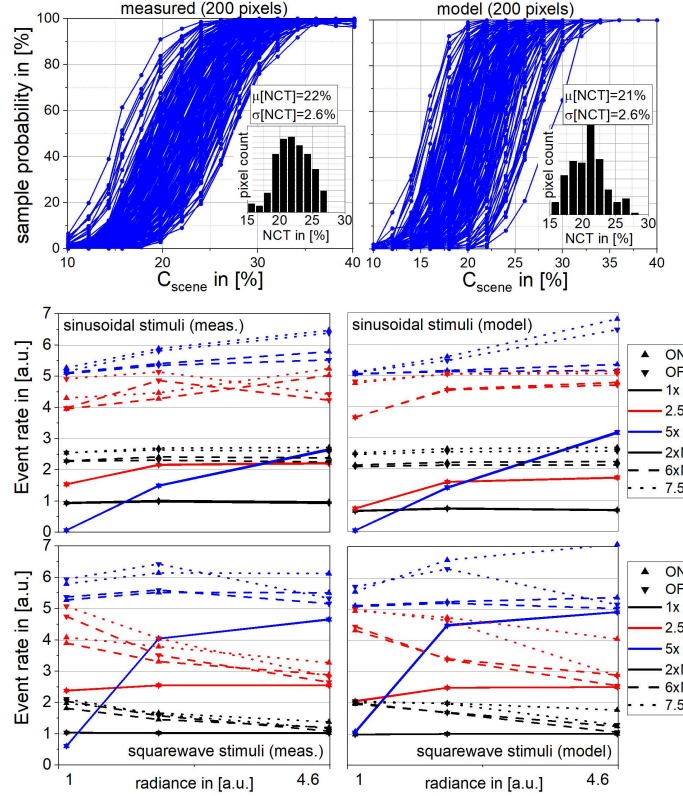 measured (200 pixels)
model (200 pixels)
sample probability in [%]
100
80
60
40
20
0
μ[NCT]=22%
σ[NCT]=2.6%
pixel count
15 20 25 30
NCT in [%]
μ[NCT]=21%
σ[NCT]=2.6%
pixel count
15 20 25 30
NCT in [%]
10 20 30 40
C_scene in [%]
10 15 20 25 30 35 40
C_scene in [%]
Event rate in [a.u.]
7
6
5
4
3
2
1
0
sinusoidal stimuli (meas.)
sinusoidal stimuli (model)
ON
OF
1x
2.5
5x
2xI
6xI
7.5
Event rate in [a.u.]
7
6
5
4
3
2
1
0
squarewave stimuli (meas.)
squarewave stimuli (model)
ON
OF
1x
2.5
5x
2xI
6xI
7.5
1 radiance in [a.u.] 4.6
1 radiance in [a.u.] 4.6